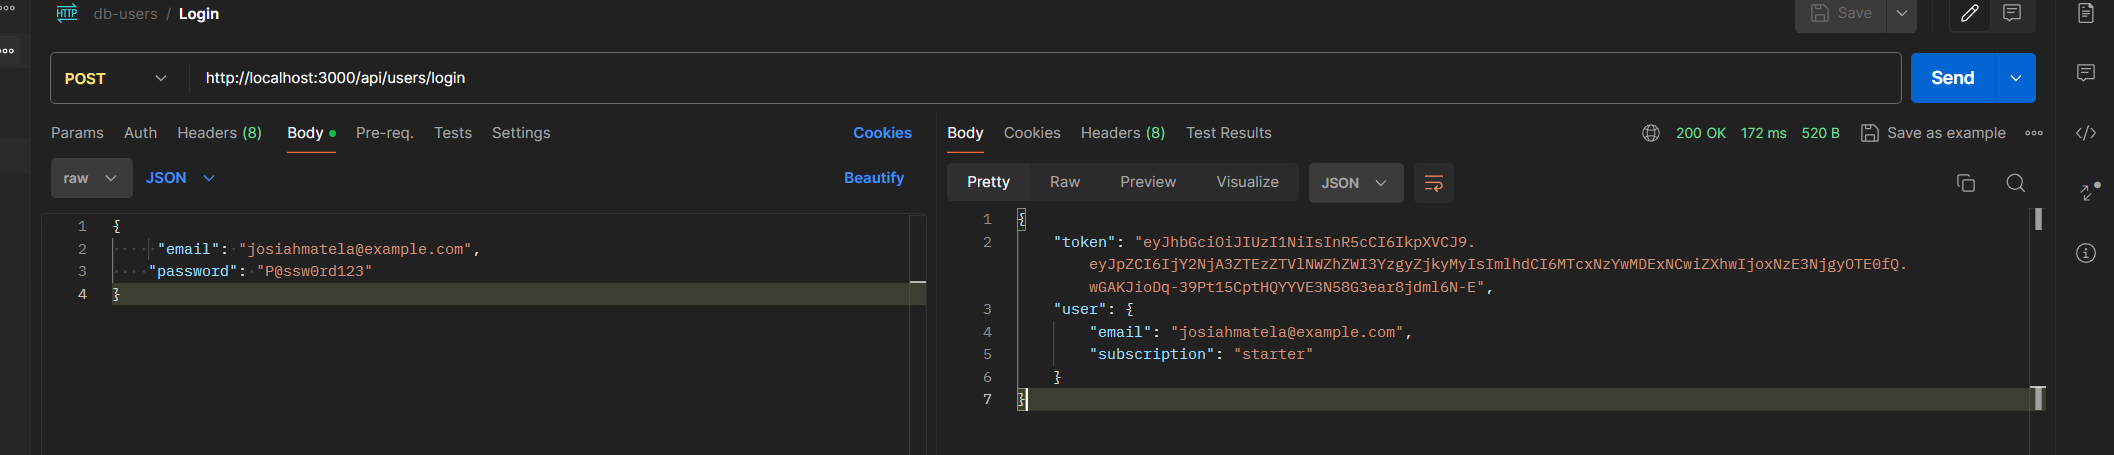 HTTP db-users / Login
Save
POST http://localhost:3000/api/users/login
Send
Params Auth Headers (8) Body Pre-req. Tests Settings Cookies
raw JSON Beautify
1 {
2 "email": "josiahmatela@example.com",
3 "password": "P@ssw0rd123"
4 }
Body Cookies Headers (8) Test Results 200 OK 172 ms 520 B Save as example
Pretty Raw Preview Visualize JSON
1 {
2 "token": "eyJhbGciOiJIUzI1NiIsInR5cCI6IkpXVCJ9.
eyJpZCI6IjY2NjA3ZTEzZTVlNWZhZWI3YzgyZjkyMyIsImlhdCI6MTcxNzYwMDExNCwiZXhwIjoxNzE3NjgyOTE0fQ.
wGAKJioDq-39Pt15CptHQYYVE3N58G3ear8jdml6N-E",
3 "user": {
4 "email": "josiahmatela@example.com",
5 "subscription": "starter"
6 }
7 }